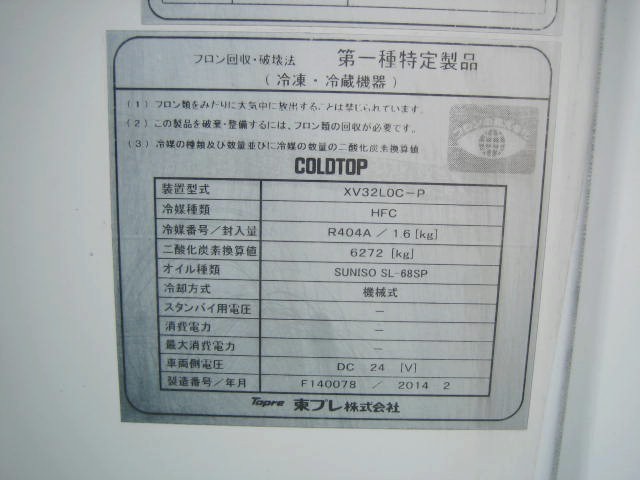 フロン回収・破壊法 第一種特定製品
(冷凍・冷蔵機器)
(1) フロン類をみだりに大気中に放出することは禁じられています。
(2) この製品を破棄・整備するには、フロン類の回収が必要です。
(3) 冷媒の種類及び数量並びに冷媒の数量の二酸化炭素換算値
COLDTOP
装置型式 XV32LOC-P
冷媒種類 HFC
冷媒番号/封入量 R404A / 1.6 [kg]
二酸化炭素換算値 6272 [kg]
オイル種類 SUNISO SL-68SP
冷却方式 機械式
スタンバイ用電圧 －
消費電力 －
最大消費電力 －
車両側電圧 DC 24 [V]
製造番号/年月 F140078 / 2014 2
Topre 東プレ株式会社